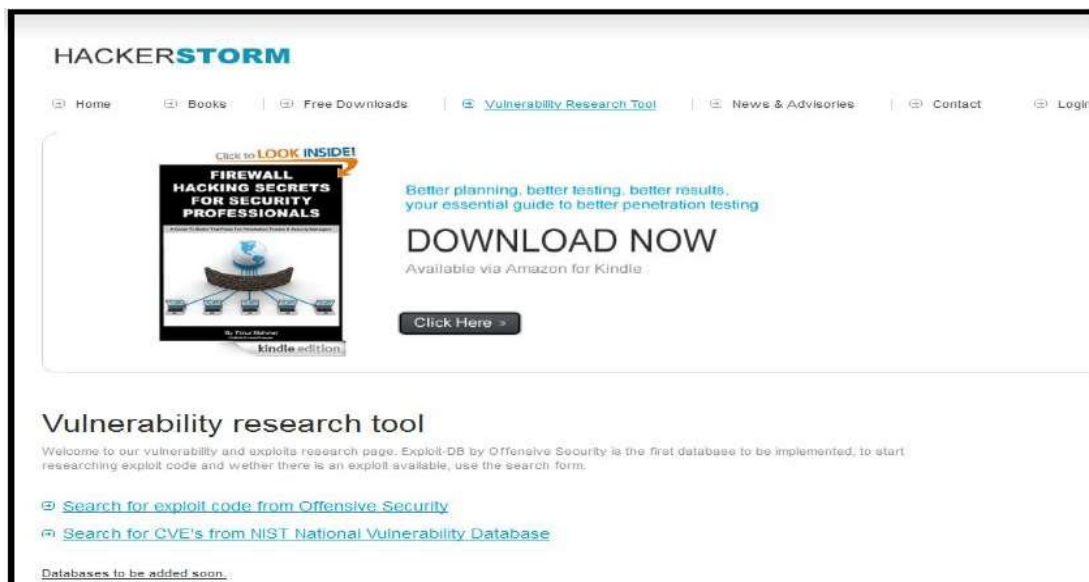 HACKERSTORM
Home Books Free Downloads Vulnerability Research Tool News & Advisories Contact Login
Click to LOOK INSIDE!
FIREWALL
HACKING SECRETS
FOR SECURITY
PROFESSIONALS
kindle edition
Better planning, better testing, better results,
your essential guide to better penetration testing
DOWNLOAD NOW
Available via Amazon for Kindle
Click Here »
Vulnerability research tool
Welcome to our vulnerability and exploits research page. Exploit-DB by Offensive Security is the first database to be implemented, to start
researching exploit code and wether there is an exploit available, use the search form.
Search for exploit code from Offensive Security
Search for CVE's from NIST National Vulnerability Database
Databases to be added soon.